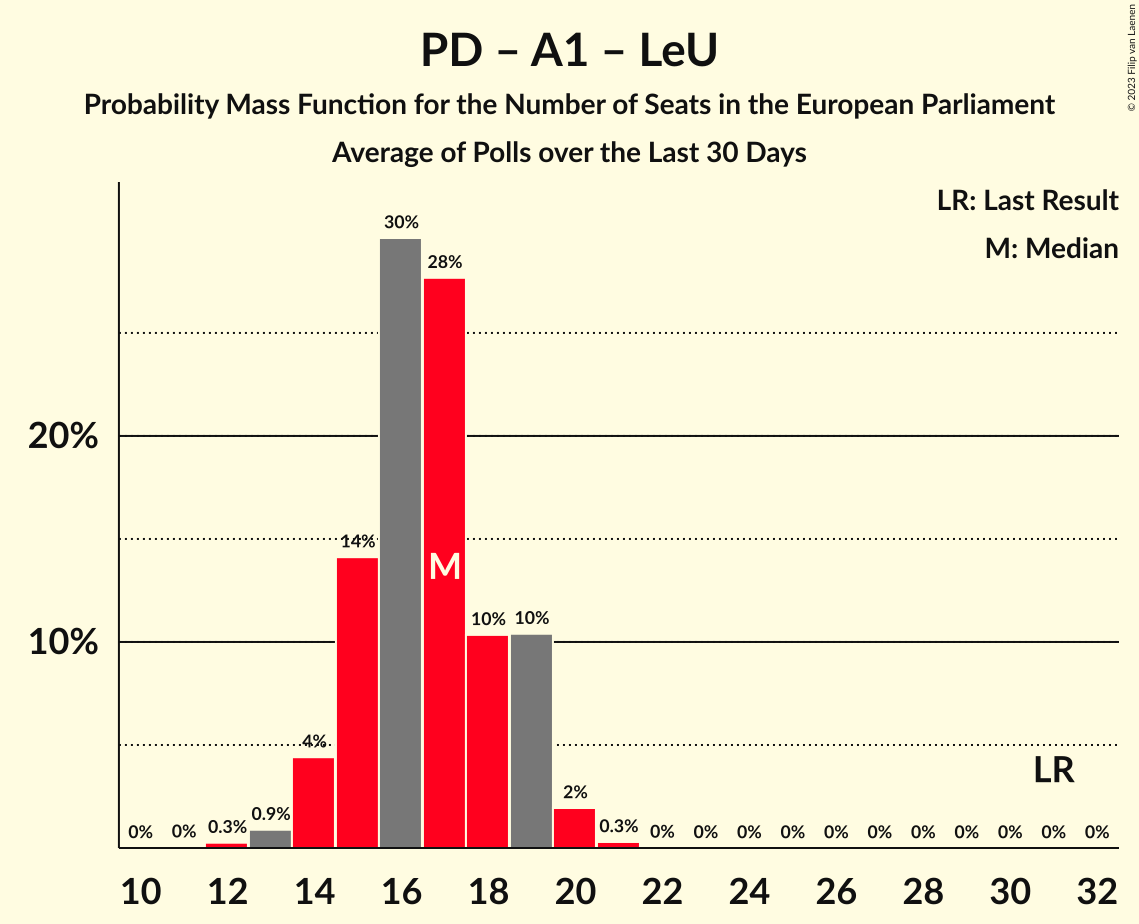 PD – A1 – LeU
Probability Mass Function for the Number of Seats in the European Parliament
Average of Polls over the Last 30 Days
© 2023 Filip van Laenen
LR: Last Result
M: Median
30%
28%
20%
14%
M
10%
10%
10%
4%
LR
2%
0% 0% 0.3% 0.9% 0.3% 0% 0% 0% 0% 0% 0% 0% 0% 0% 0% 0%
10 12 14 16 18 20 22 24 26 28 30 32